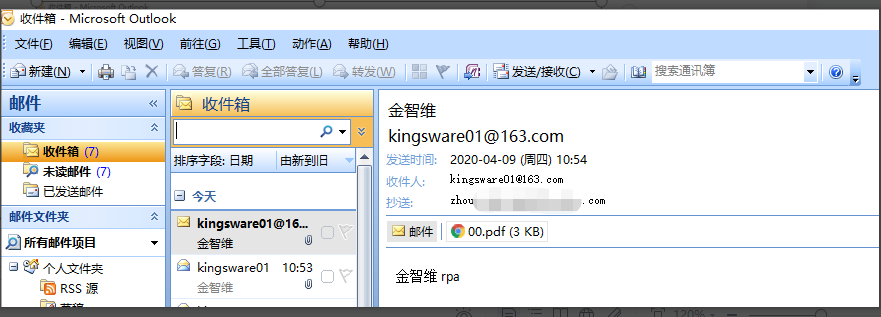 收件箱 - Microsoft Outlook
文件(F) 编辑(E) 视图(V) 前往(G) 工具(T) 动作(A) 帮助(H)
新建(N) 答复(R) 全部答复(L) 转发(W) 发送/接收(C) 搜索通讯簿
邮件
收藏夹
收件箱 (7)
未读邮件 (7)
已发送邮件
邮件文件夹
所有邮件项目
个人文件夹
RSS 源
草稿
收件箱
排序字段: 日期 由新到旧
今天
kingsware01@16...
金智维
kingsware01 10:53
金智维
金智维
kingsware01@163.com
发送时间: 2020-04-09 (周四) 10:54
收件人: kingsware01@163.com
抄送: zhou .com
邮件 00.pdf (3 KB)
金智维 rpa
120%